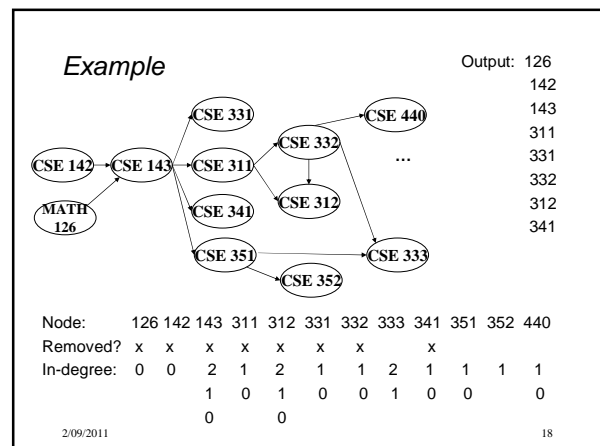 Example
Output: 126
142
143
311
331
332
312
341
CSE 331
CSE 440
CSE 332
...
CSE 142
CSE 143
CSE 311
CSE 312
MATH
126
CSE 341
CSE 351
CSE 333
CSE 352
Node: 126 142 143 311 312 331 332 333 341 351 352 440
Removed? x x x x x x x x
In-degree: 0 0 2 1 2 1 1 2 1 1 1 1
1 0 1 0 0 1 0 0 0
0 0
2/09/2011
18